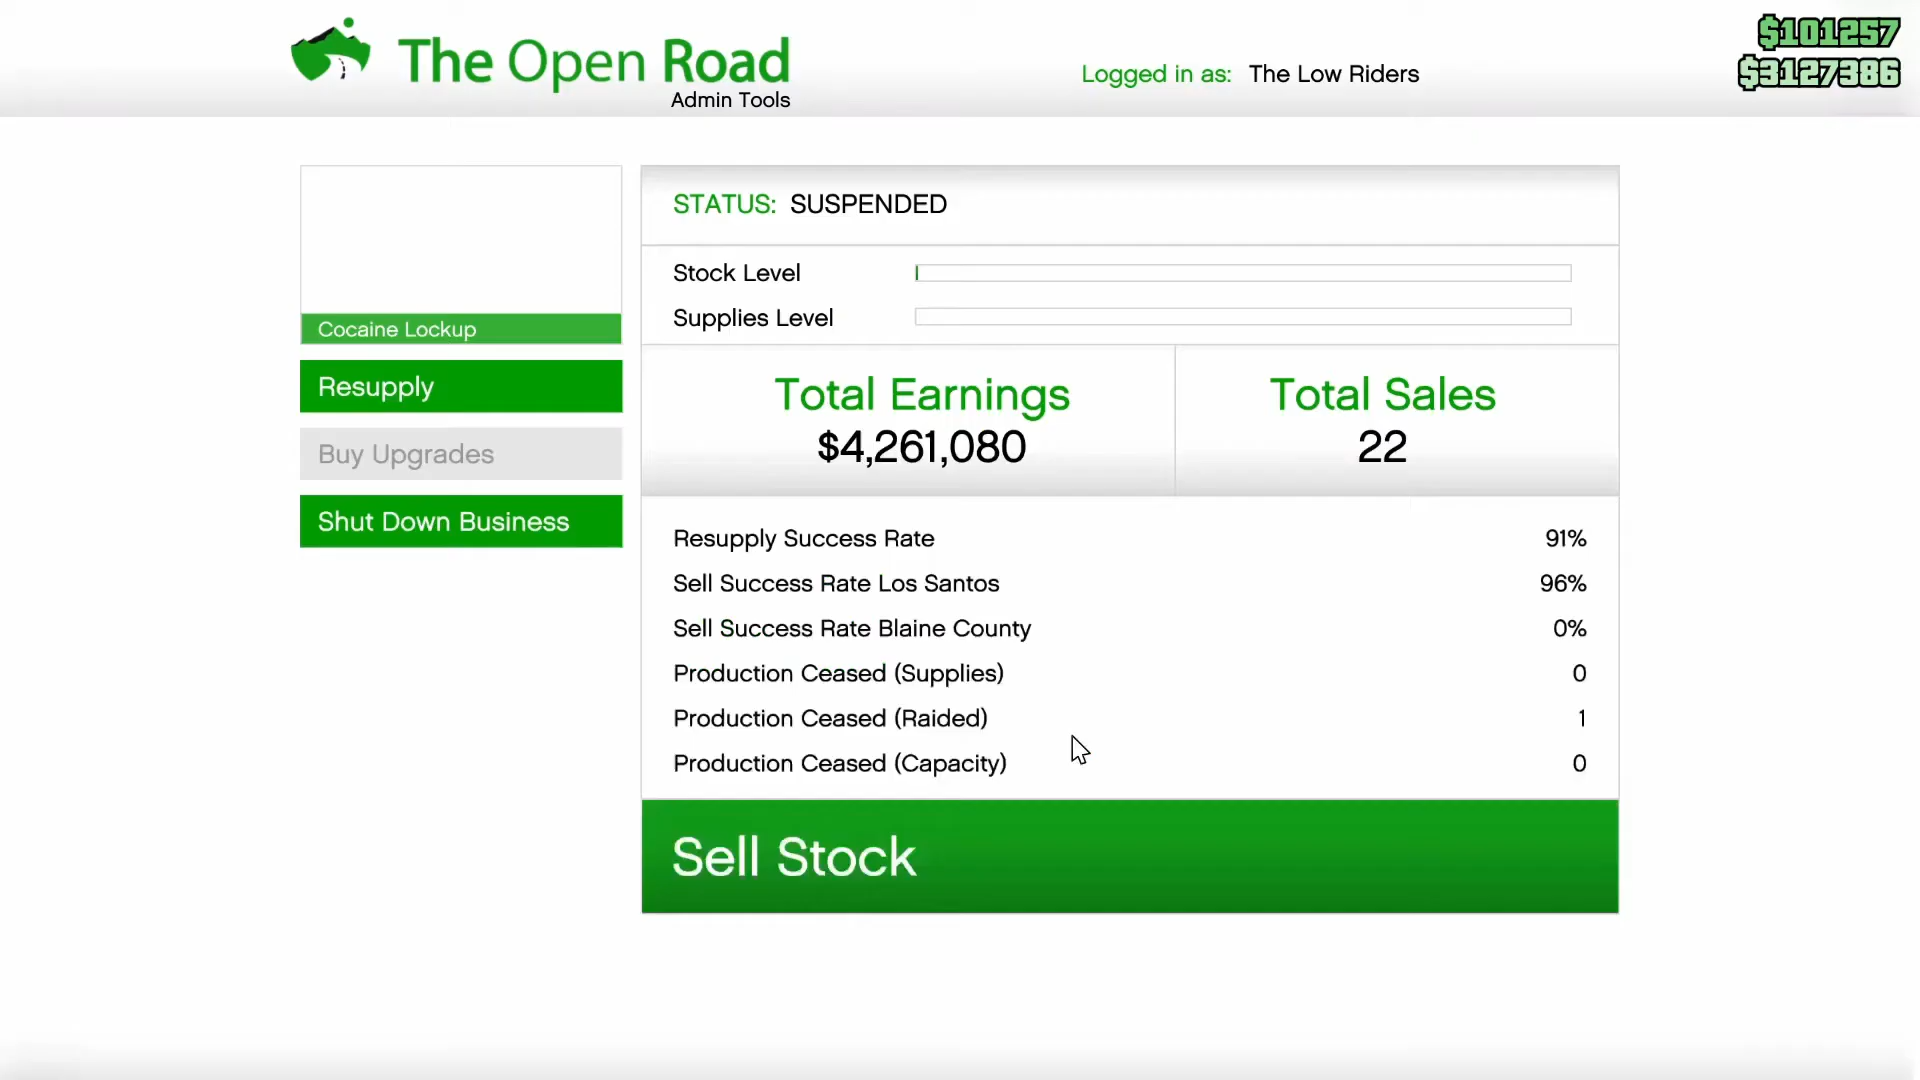 The Open Road
Admin Tools
Logged in as: The Low Riders
$101257
$3127386
Cocaine Lockup
Resupply
Buy Upgrades
Shut Down Business
STATUS: SUSPENDED
Stock Level
Supplies Level
Total Earnings
$4,261,080
Total Sales
22
Resupply Success Rate 91%
Sell Success Rate Los Santos 96%
Sell Success Rate Blaine County 0%
Production Ceased (Supplies) 0
Production Ceased (Raided) 1
Production Ceased (Capacity) 0
Sell Stock